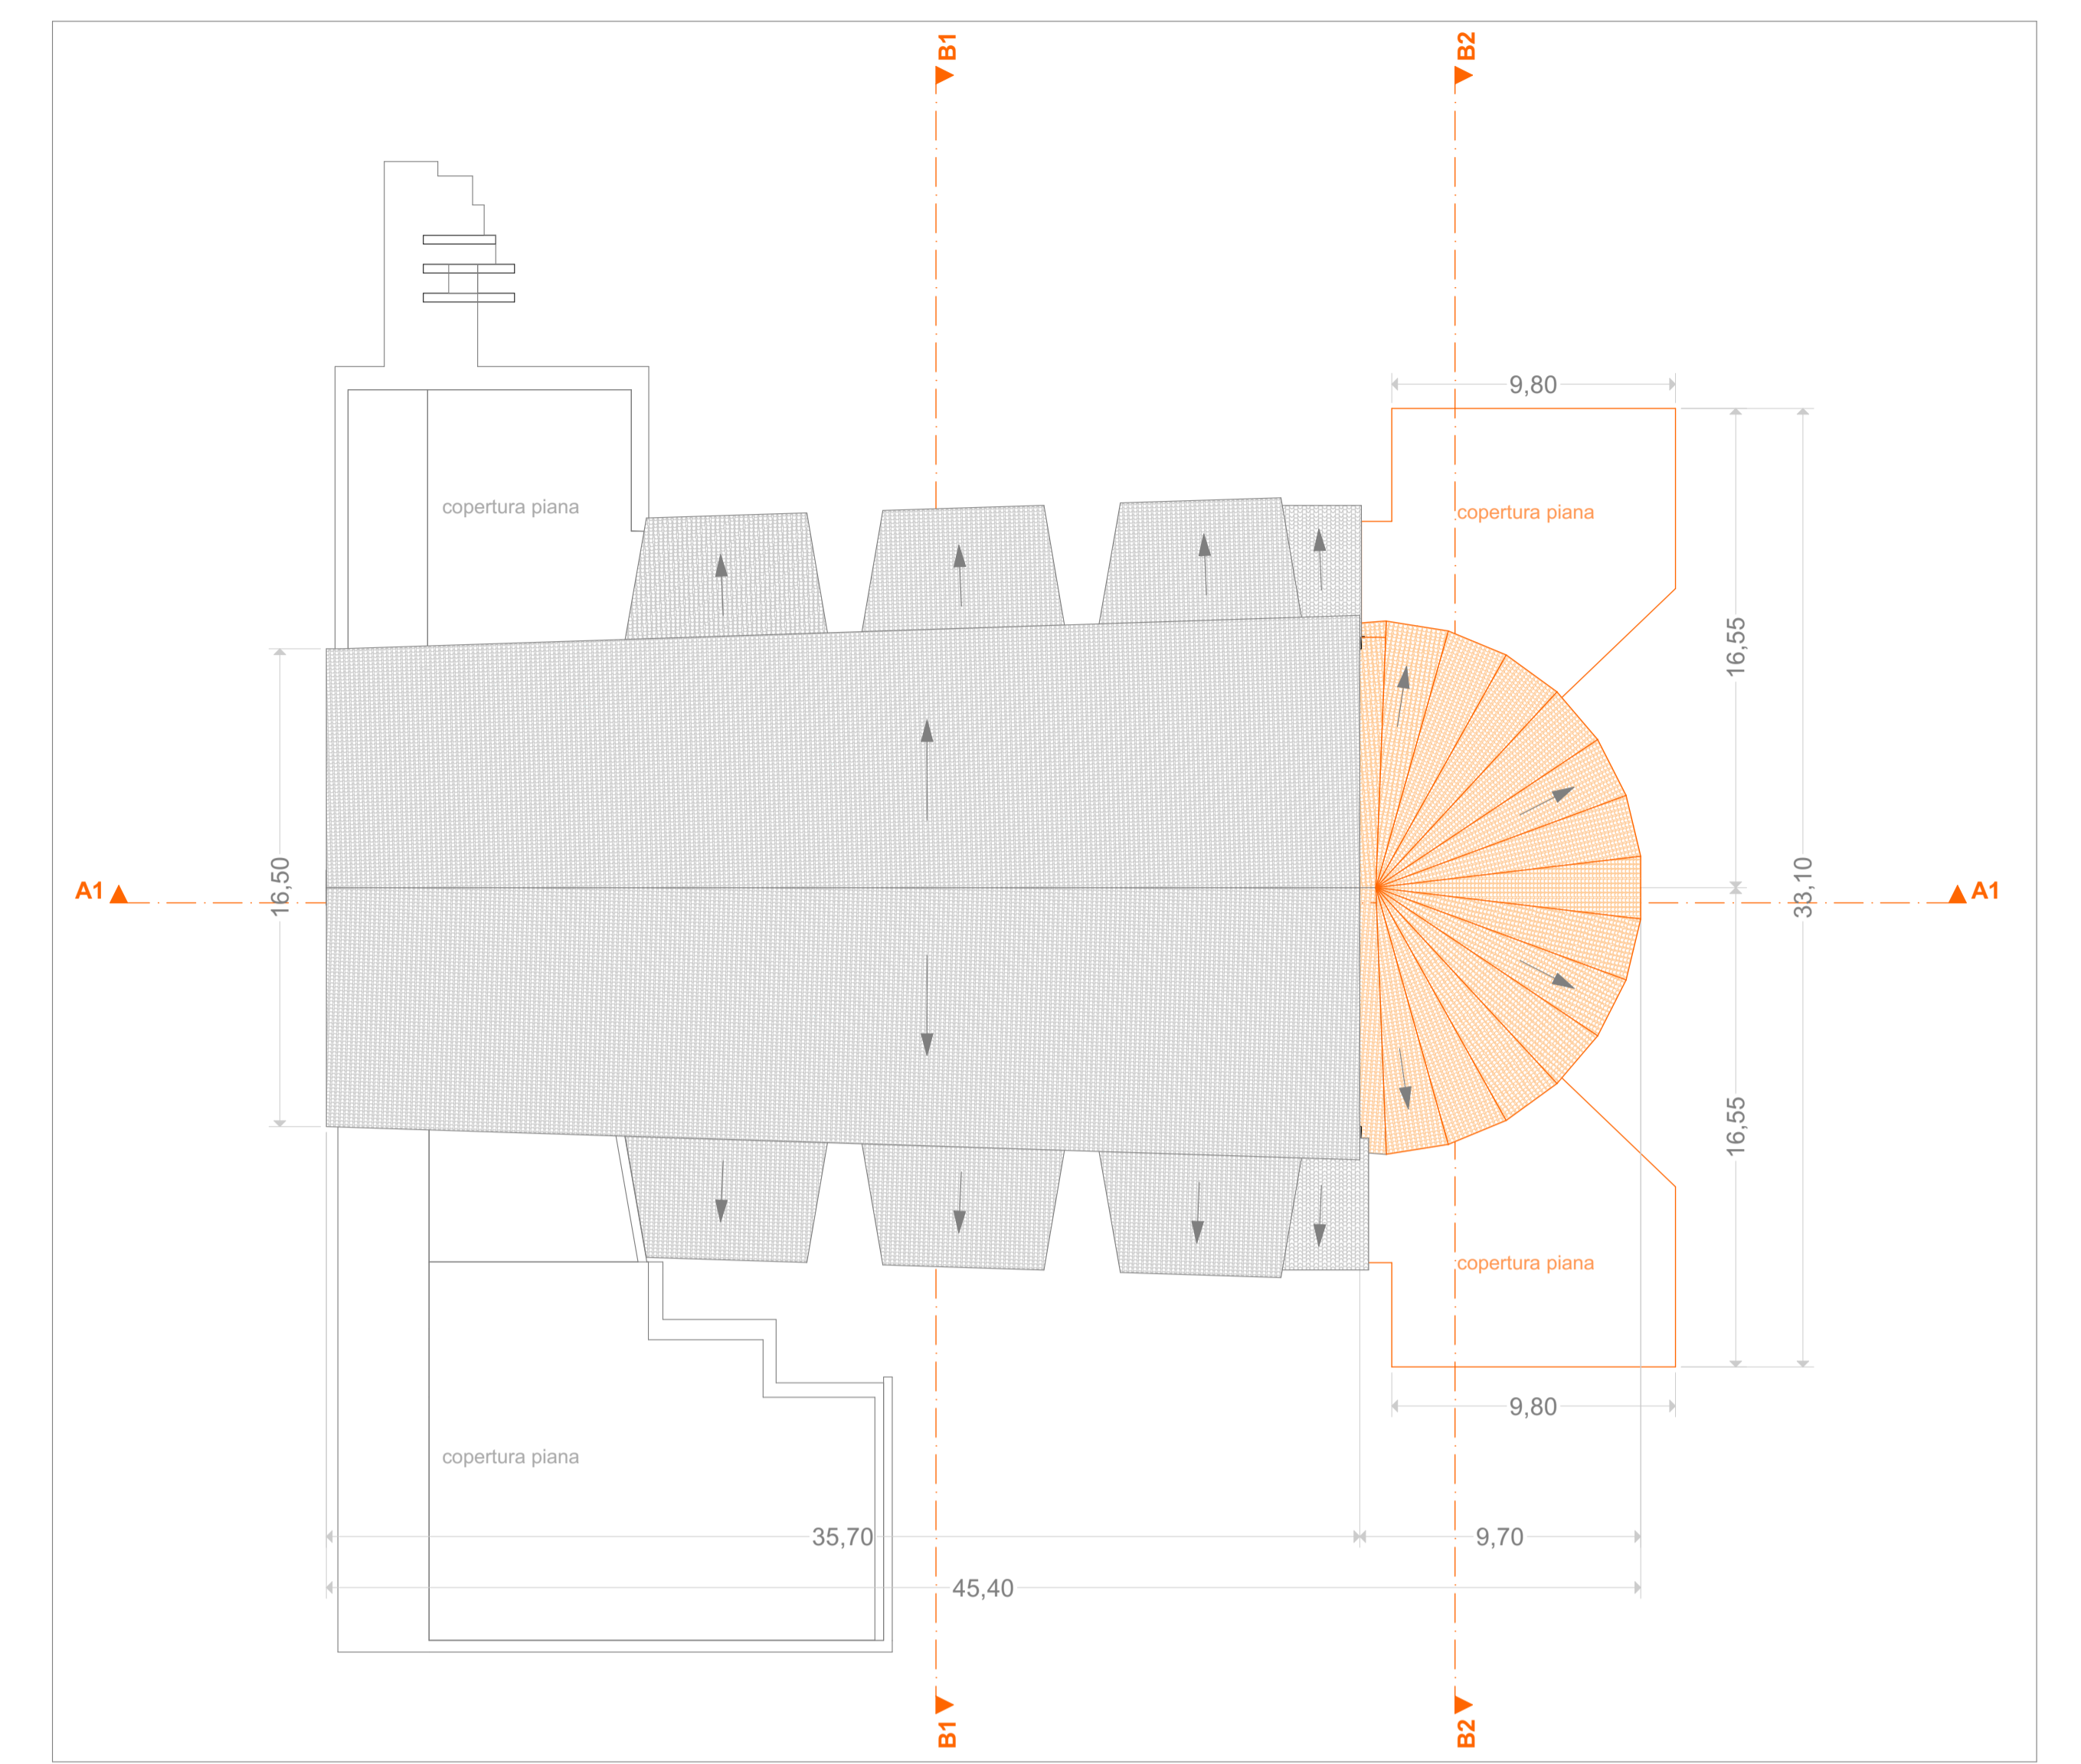 B1
B2
9,80
copertura piana
copertura piana
16,55
16,50
33,10
A1
A1
16,55
copertura piana
9,80
copertura piana
35,70
9,70
45,40
B1
B2